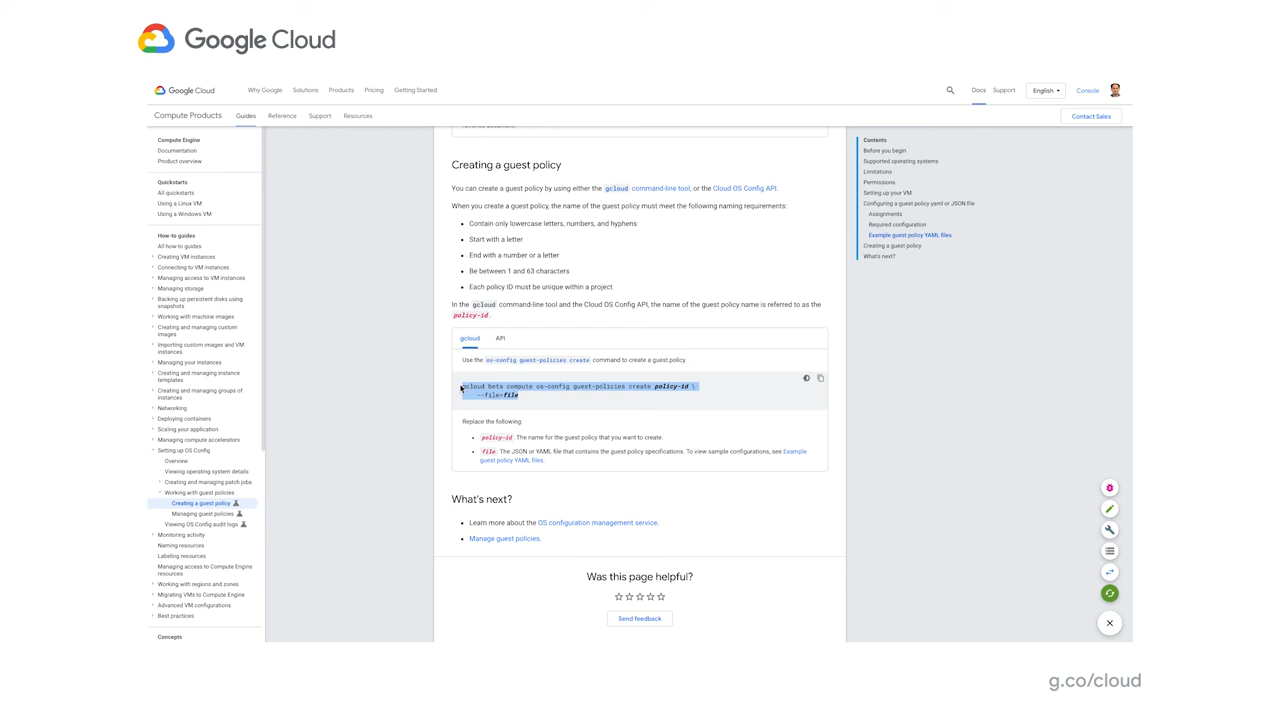 Google Cloud
Google Cloud
Why Google
Solutions
Products
Pricing
Getting Started
Docs
Support
English
Console
Compute Products
Guides
Reference
Support
Resources
Contact Sales
Compute Engine
Documentation
Product overview
Quickstarts
All quickstarts
Using a Linux VM
Using a Windows VM
How-to guides
All how-to guides
Creating VM instances
Connecting to VM instances
Managing access to VM instances
Managing storage
Backing up persistent disks using
snapshots
Working with machine images
Creating and managing custom
images
Importing custom images and VM
instances
Managing your instances
Creating and managing instance
templates
Creating and managing groups of
instances
Networking
Deploying containers
Scaling your application
Managing compute accelerators
Setting up OS Config
Overview
Viewing operating system details
Creating and managing patch jobs
Working with guest policies
Creating a guest policy
Managing guest policies
Viewing OS Config audit logs
Monitoring activity
Naming resources
Labeling resources
Managing access to Compute Engine
resources
Working with regions and zones
Migrating VMs to Compute Engine
Advanced VM configurations
Best practices
Concepts
Creating a guest policy
You can create a guest policy by using either the gcloud command-line tool, or the Cloud OS Config API.
When you create a guest policy, the name of the guest policy must meet the following naming requirements:
• Contain only lowercase letters, numbers, and hyphens
• Start with a letter
• End with a number or a letter
• Be between 1 and 63 characters
• Each policy ID must be unique within a project
In the gcloud command-line tool and the Cloud OS Config API, the name of the guest policy name is referred to as the
policy-id.
gcloud
API
Use the os-config guest-policies create command to create a guest policy.
gcloud beta compute os-config guest-policies create policy-id \
--file=file
Replace the following:
• policy-id: The name for the guest policy that you want to create.
• file: The JSON or YAML file that contains the guest policy specifications. To view sample configurations, see Example
guest policy YAML files.
What's next?
• Learn more about the OS configuration management service.
• Manage guest policies.
Was this page helpful?
Send feedback
Contents
Before you begin
Supported operating systems
Limitations
Permissions
Setting up your VM
Configuring a guest policy yaml or JSON file
Assignments
Required configuration
Example guest policy YAML files
Creating a guest policy
What's next?
g.co/cloud